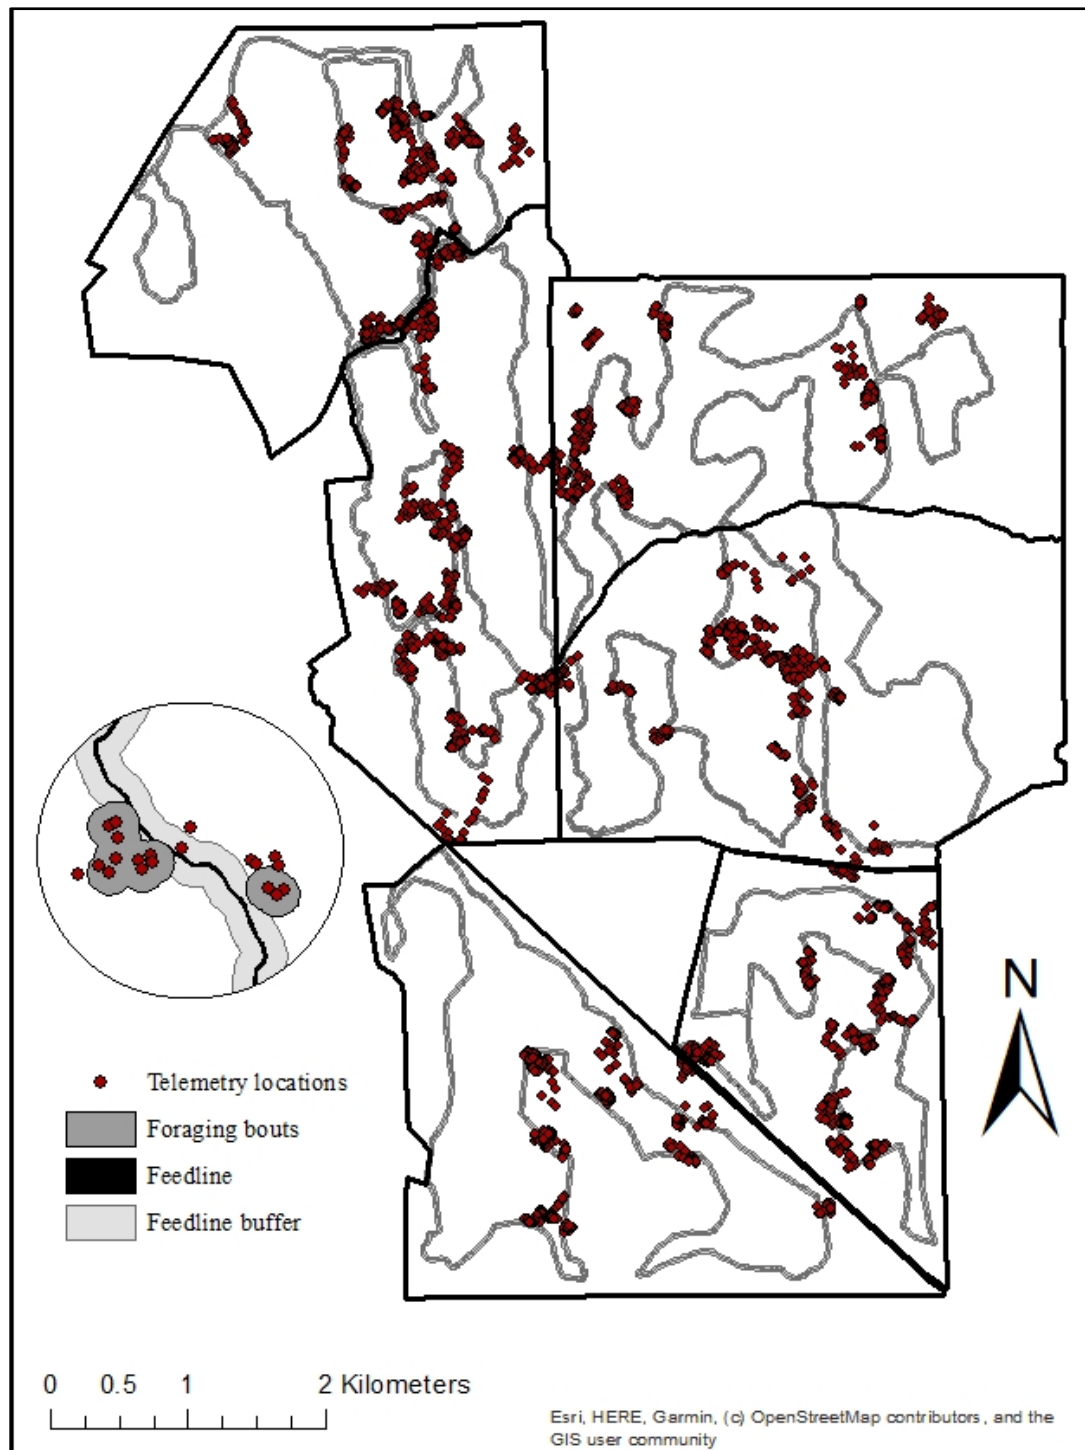 N
Telemetry locations
Foraging bouts
Feedline
Feedline buffer
0 0.5 1 2 Kilometers
Esri, HERE, Garmin, (c) OpenStreetMap contributors, and the
GIS user community